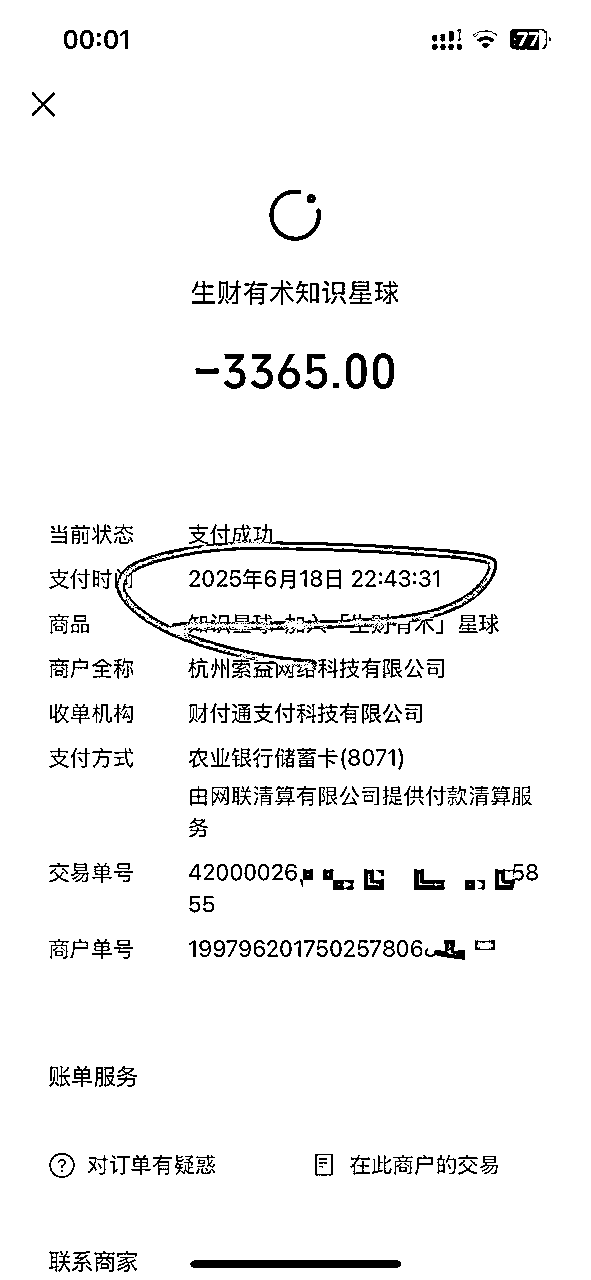 00:01
77
生财有术知识星球
-3365.00
当前状态 支付成功
支付时间 2025年6月18日 22:43:31
商品 知识星球-加入「生财有术」星球
商户全称 杭州索益网络科技有限公司
收单机构 财付通支付科技有限公司
支付方式 农业银行储蓄卡(8071)
由网联清算有限公司提供付款清算服
务
交易单号 42000026 58
55
商户单号 199796201750257806
账单服务
对订单有疑惑 在此商户的交易
联系商家